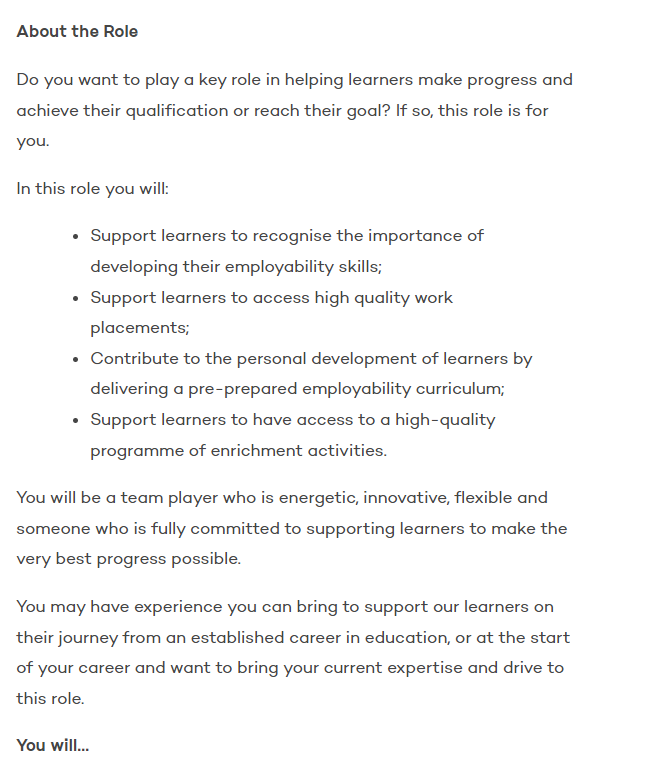 About the Role
Do you want to play a key role in helping learners make progress and
achieve their qualification or reach their goal? If so, this role is for
you.
In this role you will:
• Support learners to recognise the importance of
developing their employability skills;
• Support learners to access high quality work
placements;
• Contribute to the personal development of learners by
delivering a pre-prepared employability curriculum;
• Support learners to have access to a high-quality
programme of enrichment activities.
You will be a team player who is energetic, innovative, flexible and
someone who is fully committed to supporting learners to make the
very best progress possible.
You may have experience you can bring to support our learners on
their journey from an established career in education, or at the start
of your career and want to bring your current expertise and drive to
this role.
You will...